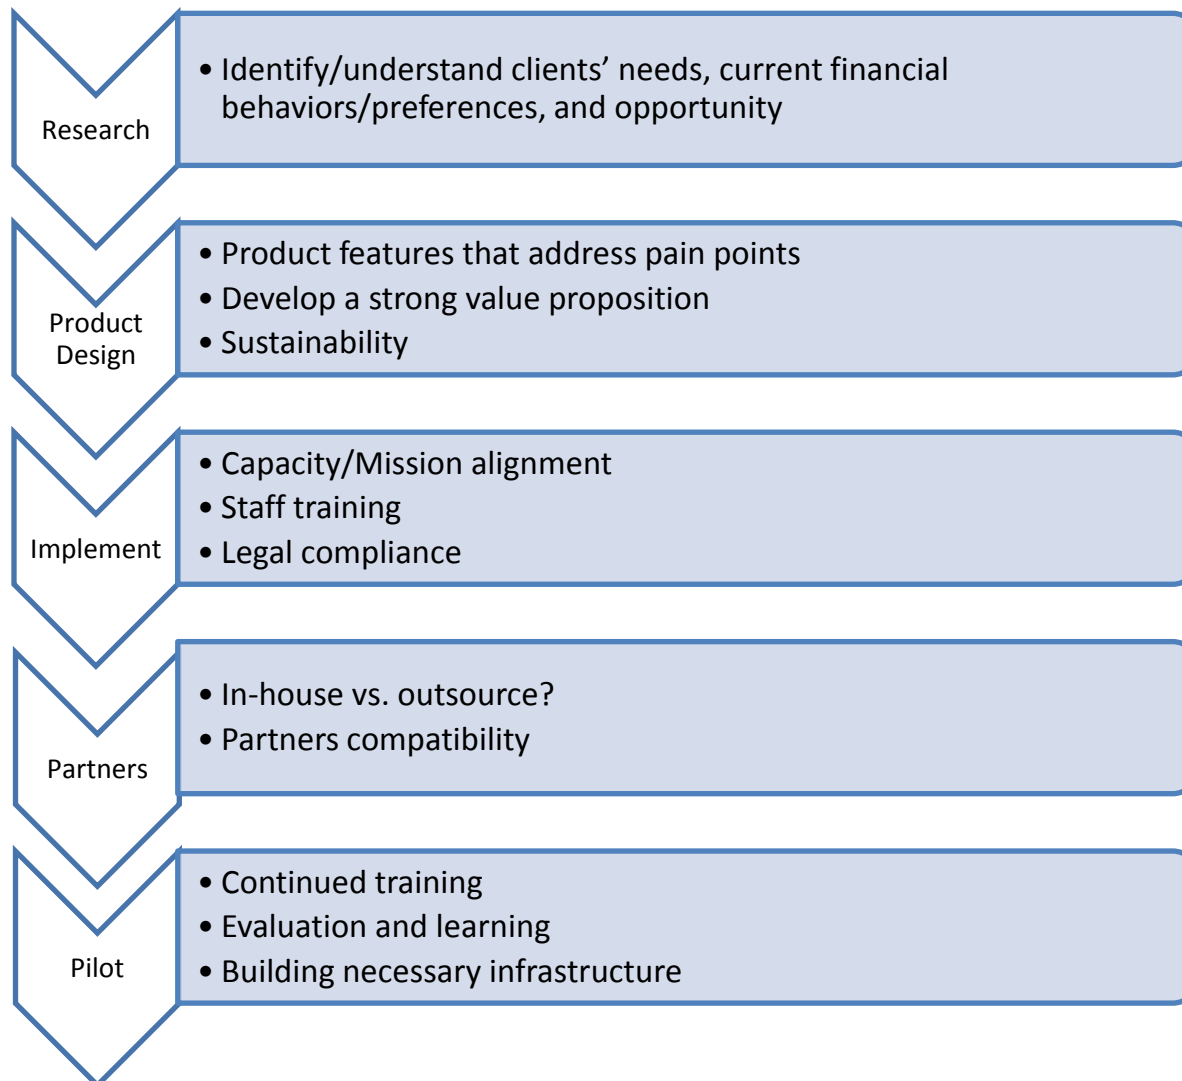 Research
• Identify/understand clients’ needs, current financial
behaviors/preferences, and opportunity
Product
Design
• Product features that address pain points
• Develop a strong value proposition
• Sustainability
Implement
• Capacity/Mission alignment
• Staff training
• Legal compliance
Partners
• In-house vs. outsource?
• Partners compatibility
Pilot
• Continued training
• Evaluation and learning
• Building necessary infrastructure